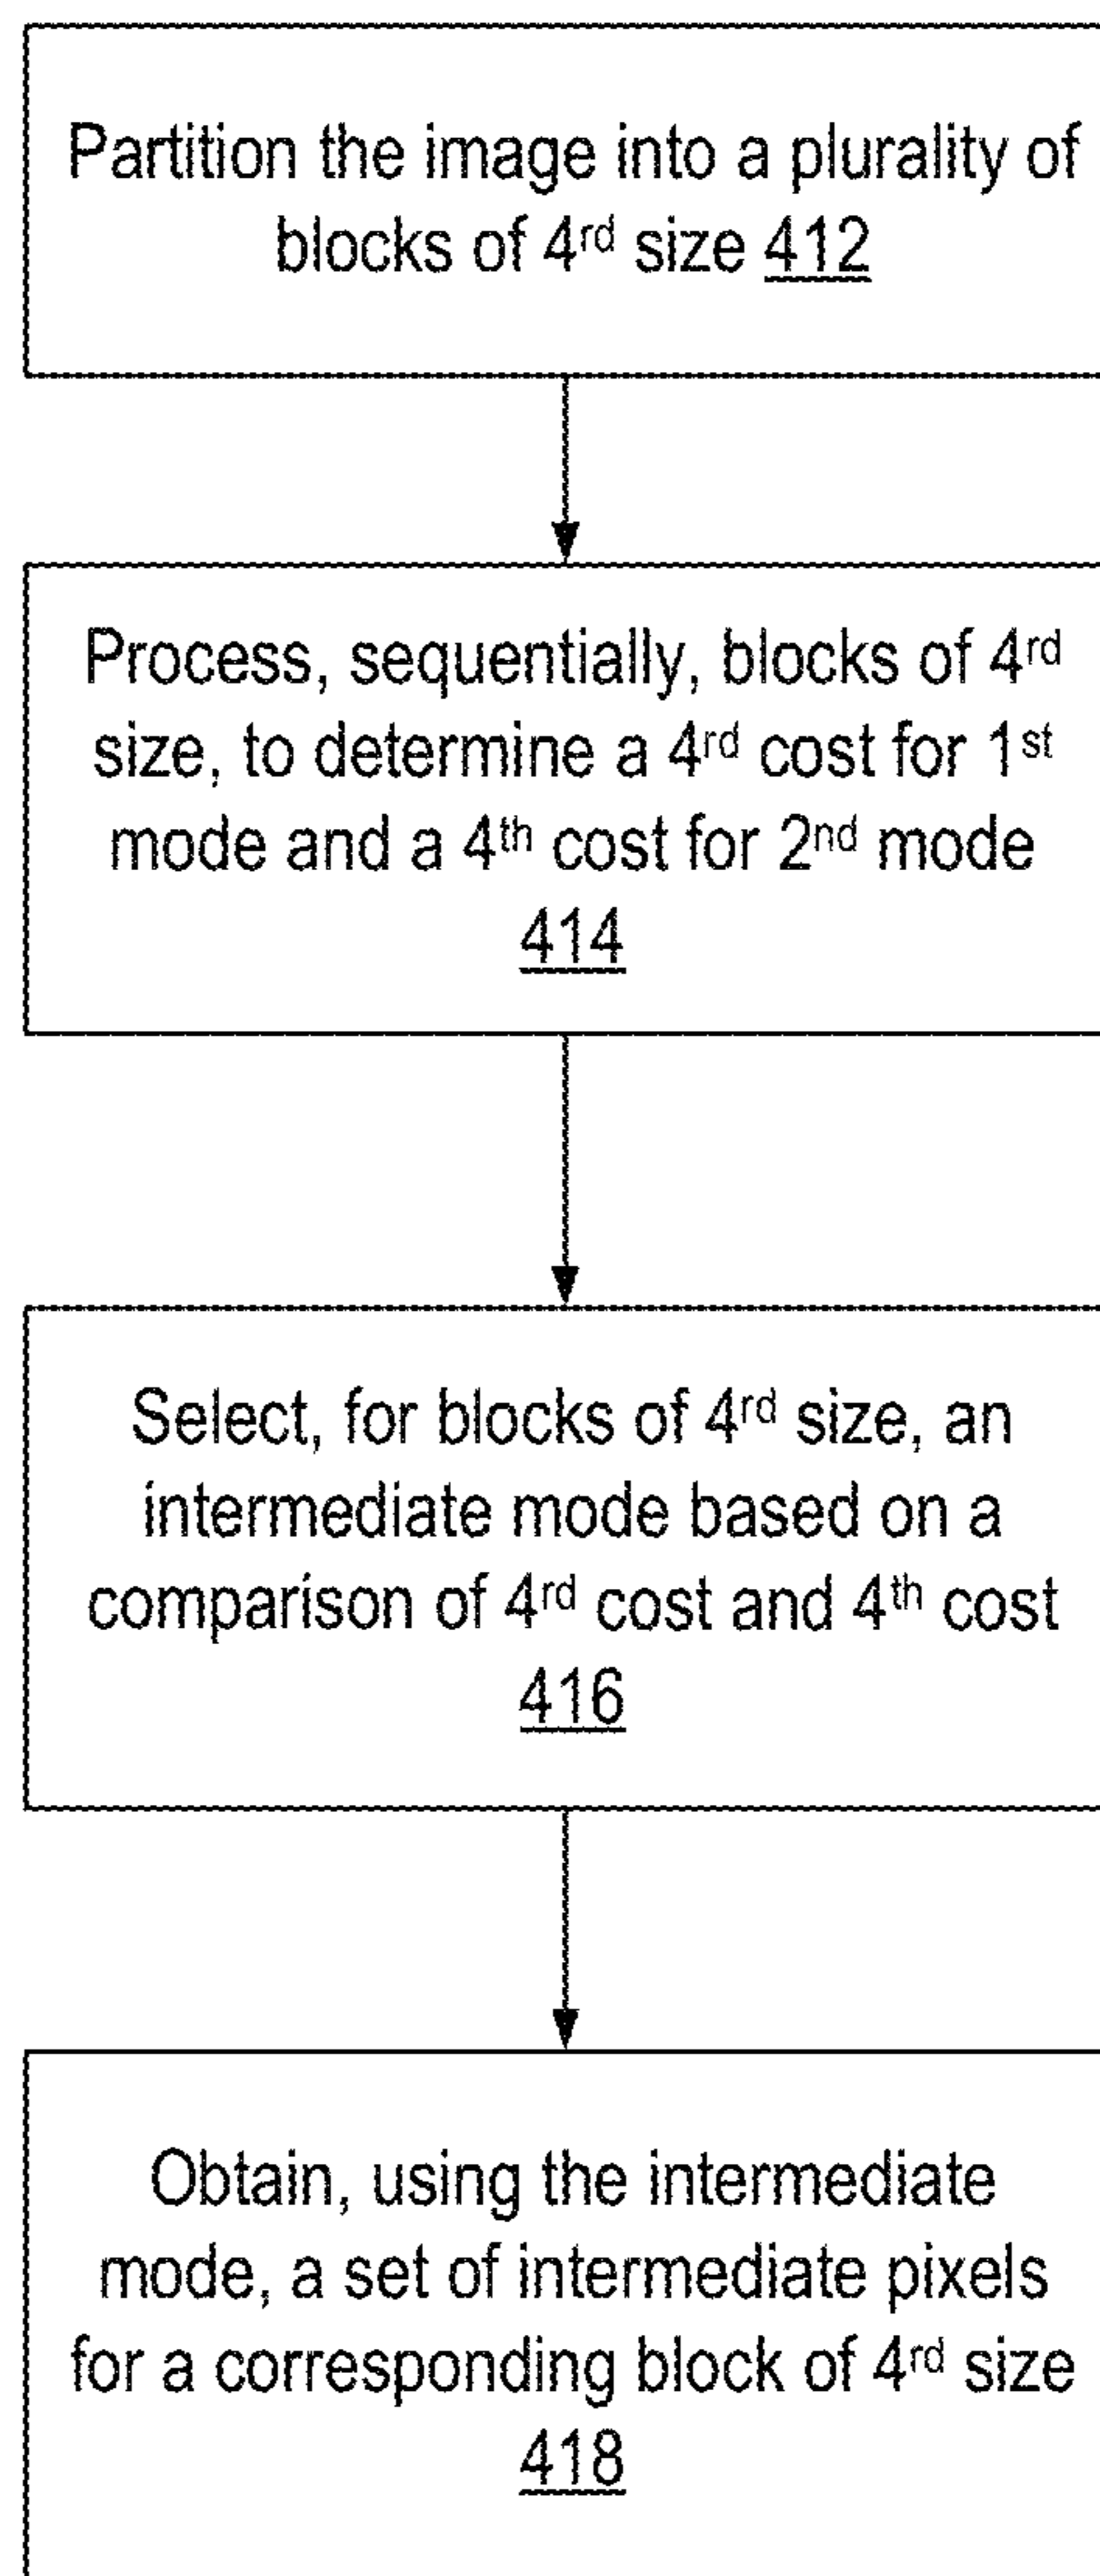 Partition the image into a plurality of
blocks of 4rd size 412
Process, sequentially, blocks of 4rd
size, to determine a 4rd cost for 1st
mode and a 4th cost for 2nd mode
414
Select, for blocks of 4rd size, an
intermediate mode based on a
comparison of 4rd cost and 4th cost
416
Obtain, using the intermediate
mode, a set of intermediate pixels
for a corresponding block of 4rd size
418